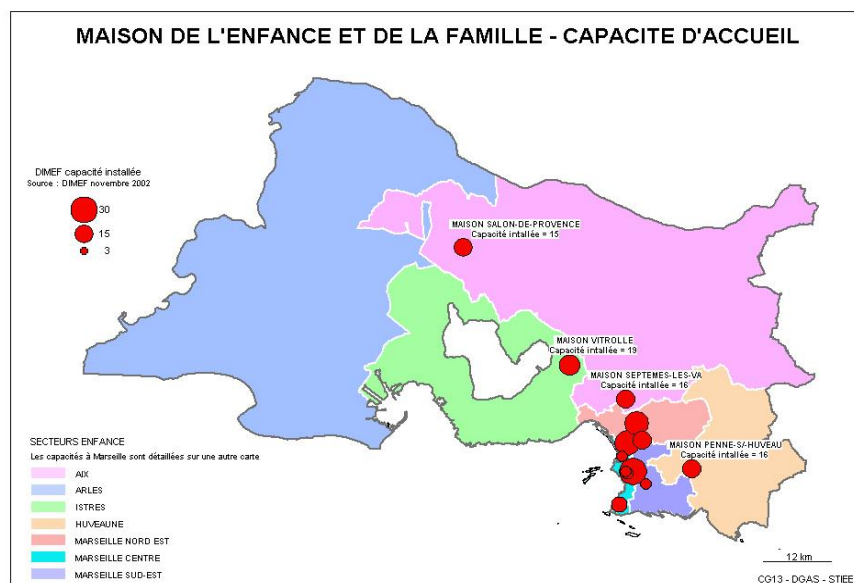 MAISON DE L'ENFANCE ET DE LA FAMILLE - CAPACITE D'ACCUEIL
DIMEF capacité installée
Source : DIMEF novembre 2002
30
15
3
MAISON SALON-DE-PROVENCE
Capacité intallée = 15
MAISON VITROLLE
Capacité intallée = 19
MAISON SEPTEMES-LES-VA
Capacité intallée = 16
MAISON PENNE-S/-HUVEAU
Capacité intallée = 16
SECTEURS ENFANCE
Les capacités à Marseille sont détaillées sur une autre carte
AIX
ARLES
ISTRES
HUVEAUNE
MARSEILLE NORD EST
MARSEILLE CENTRE
MARSEILLE SUD-EST
12 km
CG13 - DGAS - STIEE